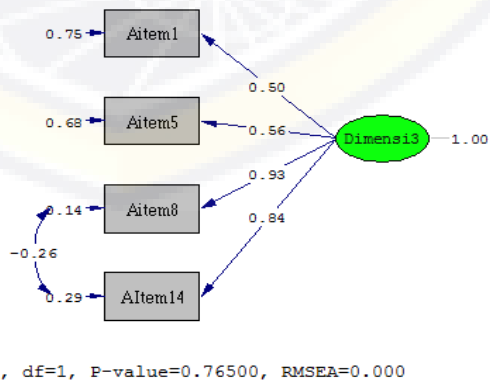 0.75 Aitem1
0.50
0.68 Aitem5
0.56
Dimensi3 1.00
0.93
0.14 Aitem8
0.84
-0.26
0.29 AItem14
, df=1, P-value=0.76500, RMSEA=0.000